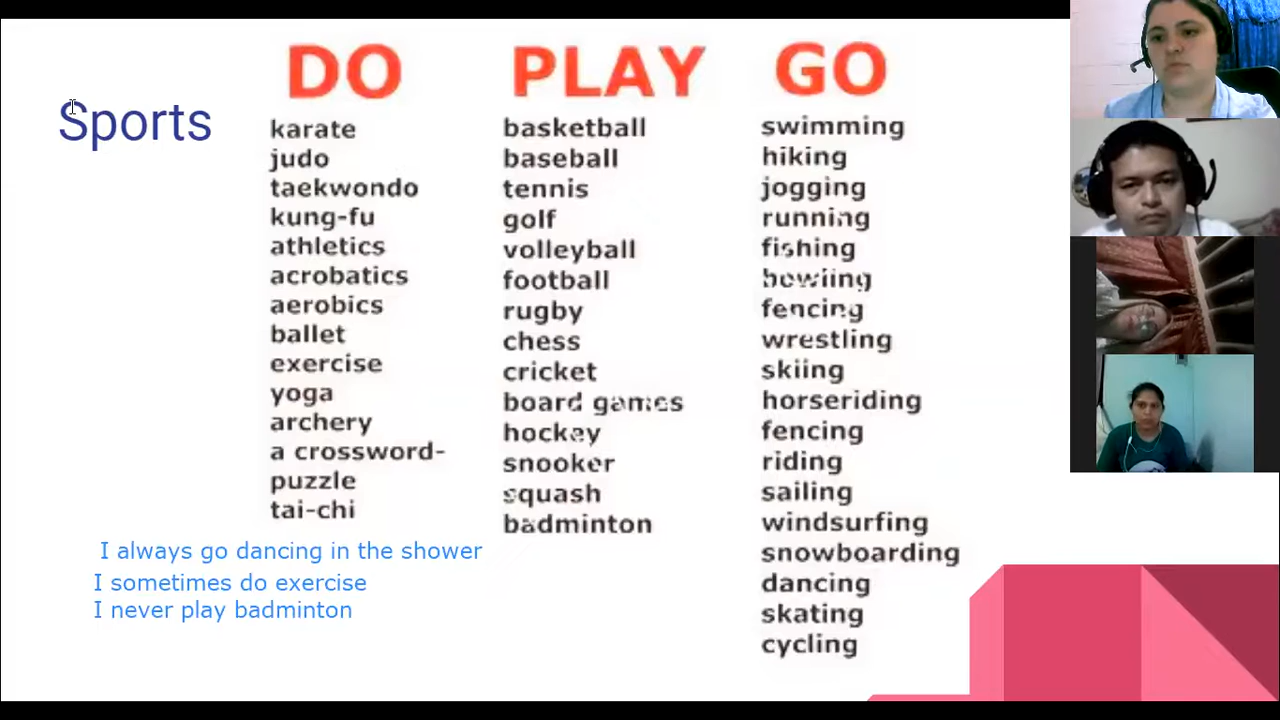 Sports
DO
karate
judo
taekwondo
kung-fu
athletics
acrobatics
aerobics
ballet
exercise
yoga
archery
a crossword-
puzzle
tai-chi
PLAY
basketball
baseball
tennis
golf
volleyball
football
rugby
chess
cricket
board games
hockey
snooker
squash
badminton
GO
swimming
hiking
jogging
running
fishing
bowling
fencing
wrestling
skiing
horseriding
fencing
riding
sailing
windsurfing
snowboarding
dancing
skating
cycling
I always go dancing in the shower
I sometimes do exercise
I never play badminton